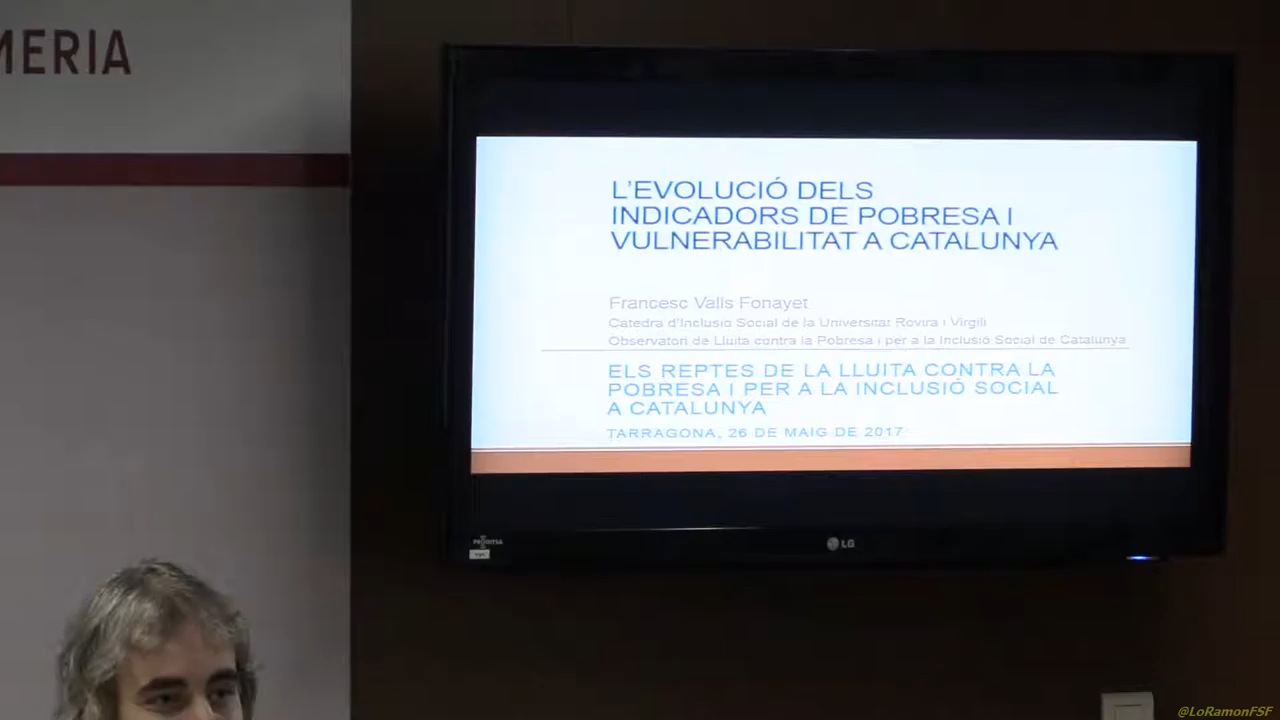 MERIA
L'EVOLUCIÓ DELS
INDICADORS DE POBRESA I
VULNERABILITAT A CATALUNYA
Francesc Valls Fonayet
Catedra d'Inclusio Social de la Universitat Rovira i Virgili
Observatori de Lluita contra la Pobresa i per a la Inclusió Social de Catalunya
ELS REPTES DE LA LLUITA CONTRA LA
POBRESA I PER A LA INCLUSIÓ SOCIAL
A CATALUNYA
TARRAGONA, 26 DE MAIG DE 2017
LG
@LoRamonFSF